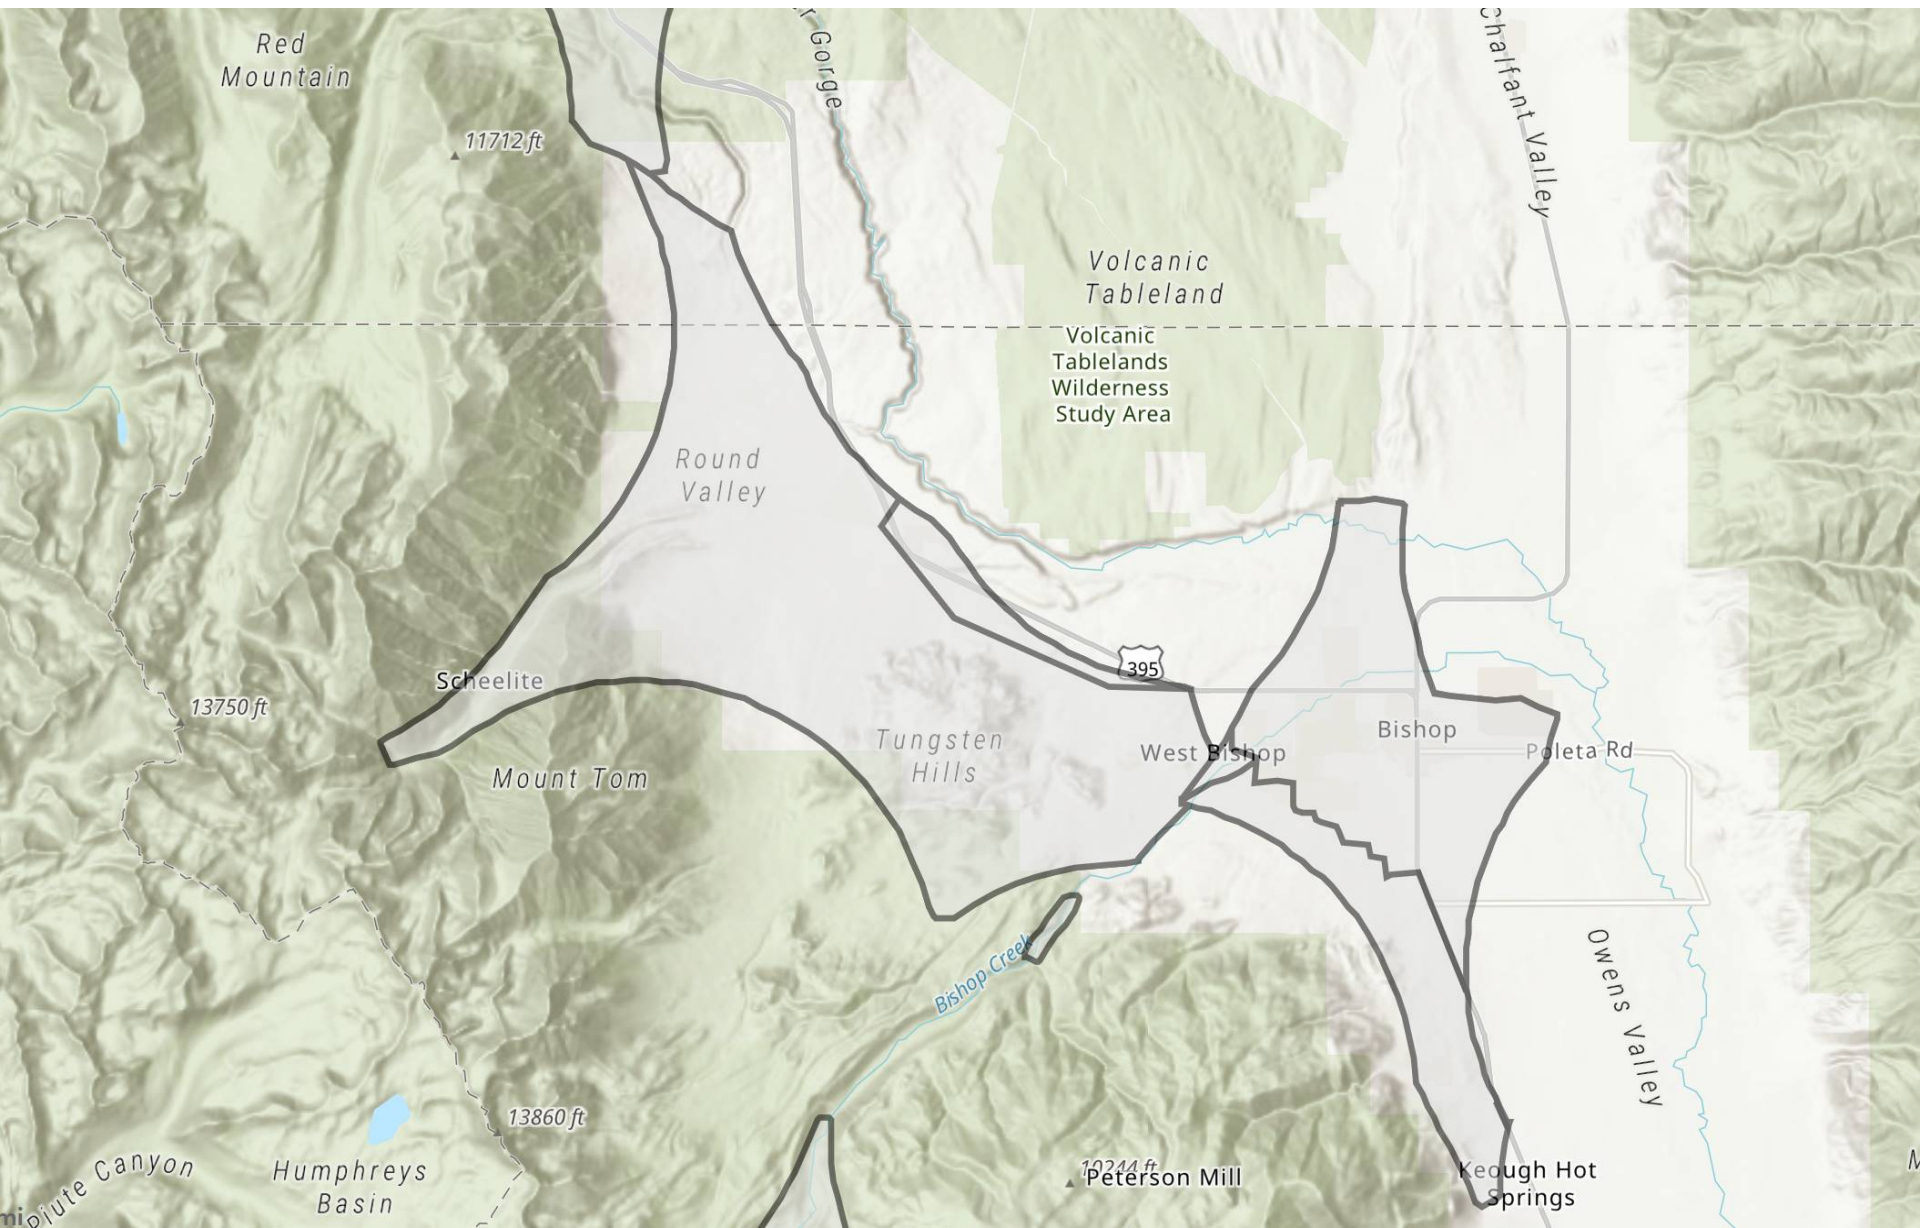 Red
Mountain
11712 ft
Gorge
Chalfant Valley
Volcanic
Tableland
Volcanic
Tablelands
Wilderness
Study Area
Round
Valley
395
Scheelite
13750 ft
Mount Tom
Tungsten
Hills
West Bishop
Bishop
Poleta Rd
Bishop Creek
Owens Valley
13860 ft
Piute Canyon
Humphreys
Basin
10244 ft
Peterson Mill
Keough Hot
Springs
mi